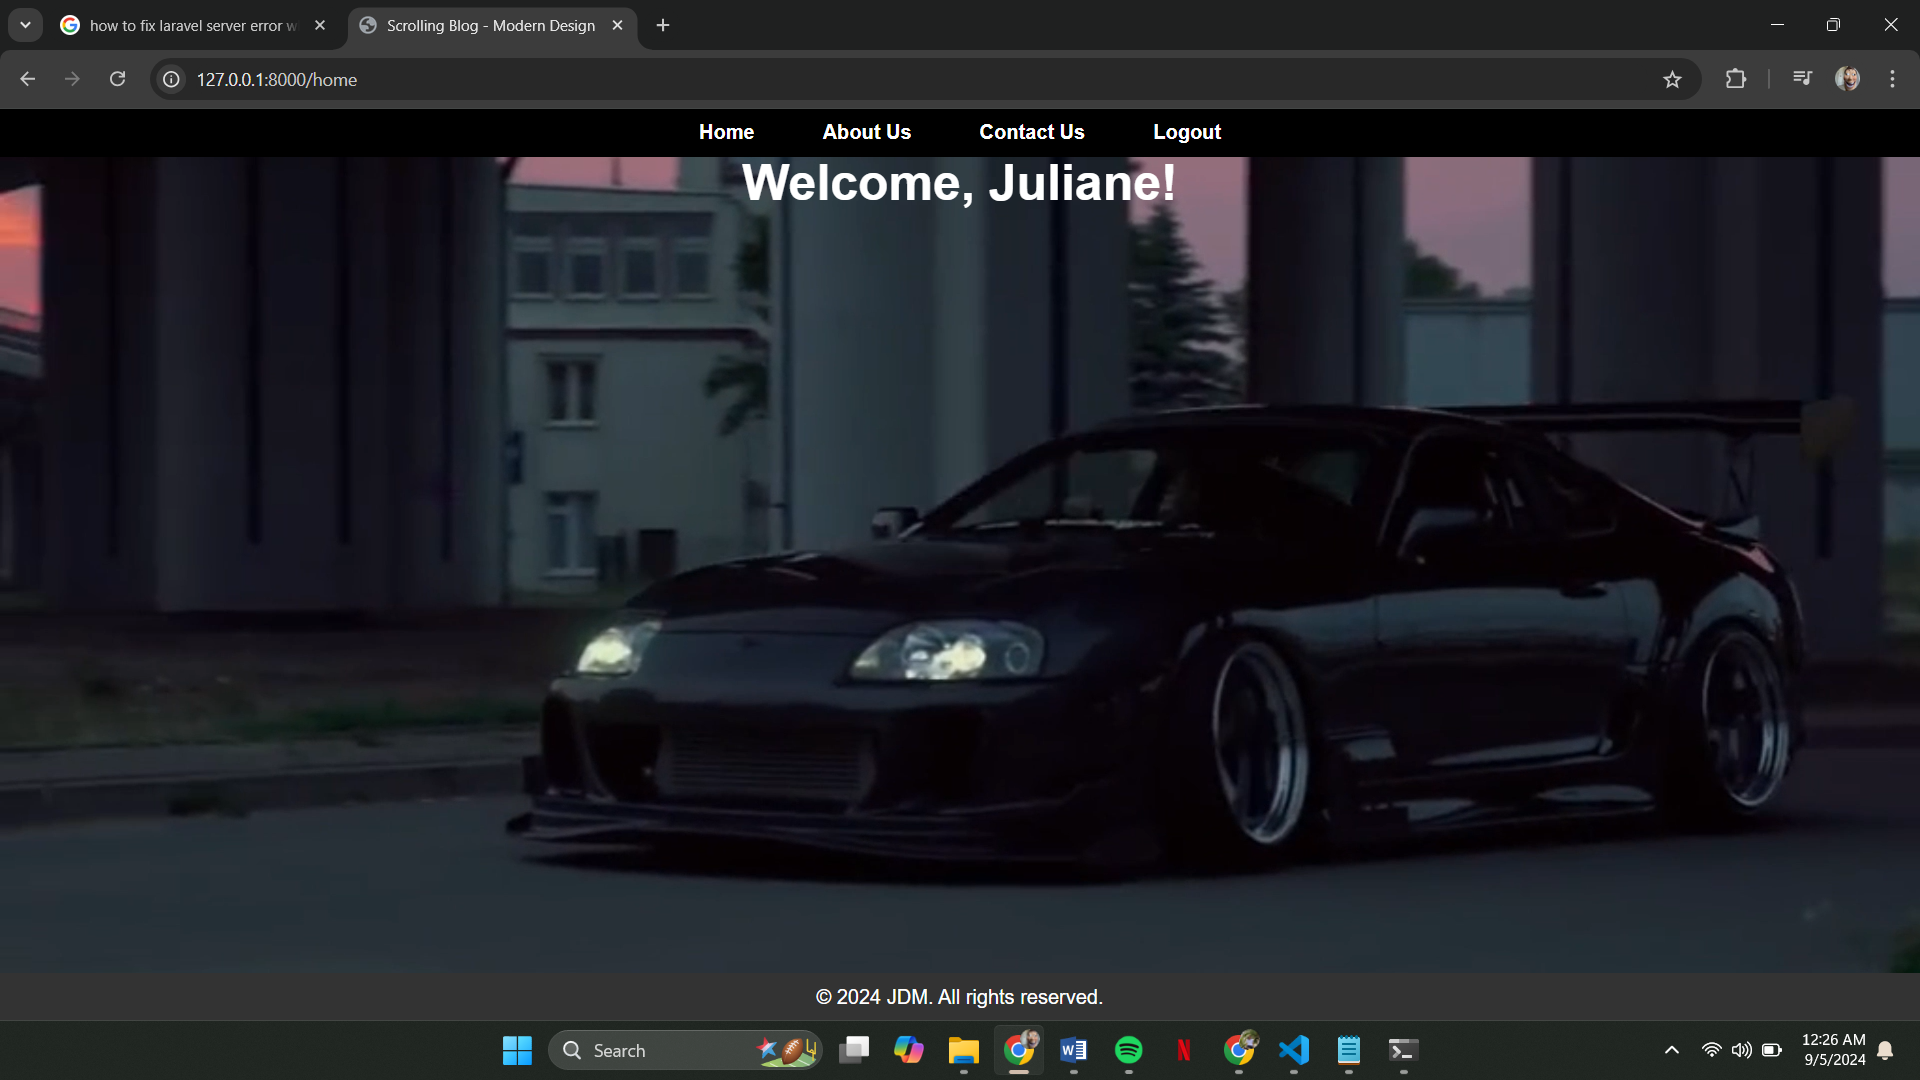 how to fix laravel server error w
Scrolling Blog - Modern Design
127.0.0.1:8000/home
Home About Us Contact Us Logout
Welcome, Juliane!
© 2024 JDM. All rights reserved.
Search
12:26 AM
9/5/2024